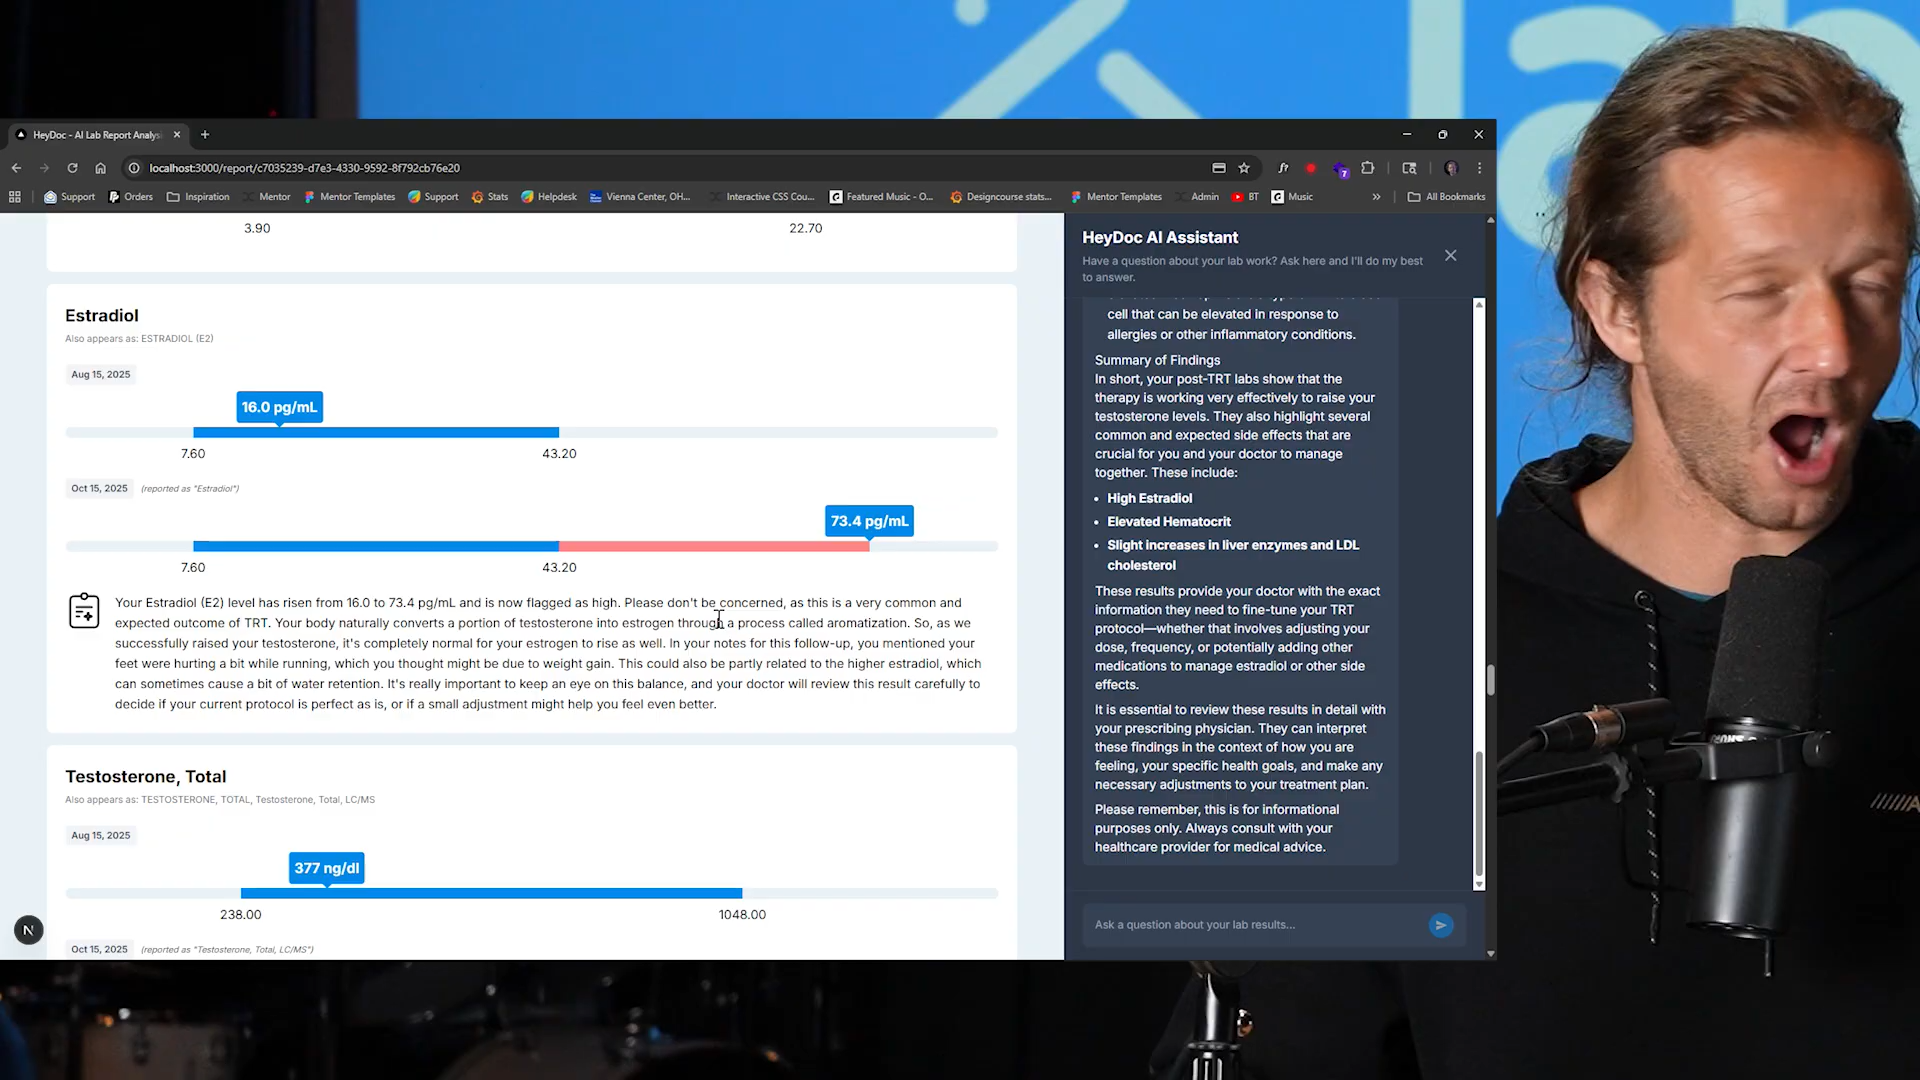 lab
HeyDoc - AI Lab Report Analysi
localhost:3000/report/c7035239-d7e3-4330-9592-8f792cb76e20
7
Support
Orders
Inspiration
Mentor
Mentor Templates
Support
Stats
Helpdesk
Vienna Center, OH...
Interactive CSS Cou...
Featured Music - O...
Designcourse stats...
Mentor Templates
Admin
BT
Music
»
All Bookmarks
3.90
22.70
Estradiol
Also appears as: ESTRADIOL (E2)
Aug 15, 2025
16.0 pg/mL
7.60
43.20
Oct 15, 2025
(reported as "Estradiol")
73.4 pg/mL
7.60
43.20
Your Estradiol (E2) level has risen from 16.0 to 73.4 pg/mL and is now flagged as high. Please don't be concerned, as this is a very common and
expected outcome of TRT. Your body naturally converts a portion of testosterone into estrogen through a process called aromatization. So, as we
successfully raised your testosterone, it's completely normal for your estrogen to rise as well. In your notes for this follow-up, you mentioned your
feet were hurting a bit while running, which you thought might be due to weight gain. This could also be partly related to the higher estradiol, which
can sometimes cause a bit of water retention. It's really important to keep an eye on this balance, and your doctor will review this result carefully to
decide if your current protocol is perfect as is, or if a small adjustment might help you feel even better.
Testosterone, Total
Also appears as: TESTOSTERONE, TOTAL, Testosterone, Total, LC/MS
Aug 15, 2025
377 ng/dl
238.00
1048.00
Oct 15, 2025
(reported as "Testosterone, Total, LC/MS")
N
HeyDoc AI Assistant
Have a question about your lab work? Ask here and I'll do my best
to answer.
cell that can be elevated in response to
allergies or other inflammatory conditions.
Summary of Findings
In short, your post-TRT labs show that the
therapy is working very effectively to raise your
testosterone levels. They also highlight several
common and expected side effects that are
crucial for you and your doctor to manage
together. These include:
• High Estradiol
• Elevated Hematocrit
• Slight increases in liver enzymes and LDL
cholesterol
These results provide your doctor with the exact
information they need to fine-tune your TRT
protocol—whether that involves adjusting your
dose, frequency, or potentially adding other
medications to manage estradiol or other side
effects.
It is essential to review these results in detail with
your prescribing physician. They can interpret
these findings in the context of how you are
feeling, your specific health goals, and make any
necessary adjustments to your treatment plan.
Please remember, this is for informational
purposes only. Always consult with your
healthcare provider for medical advice.
Ask a question about your lab results...